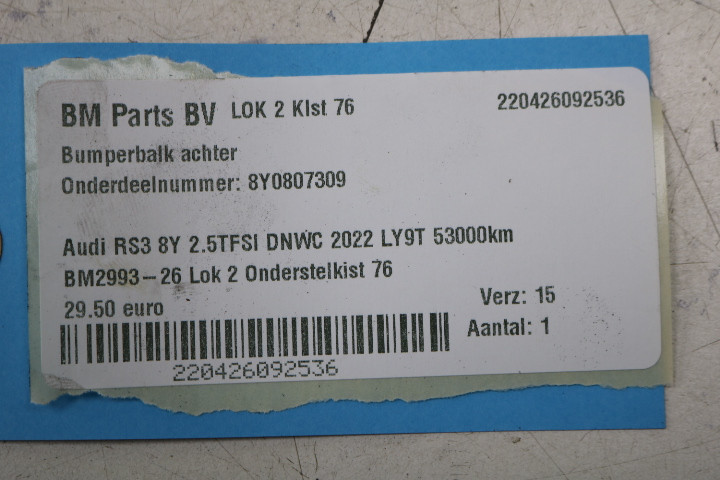 BM Parts BV LOK 2 Klst 76 220426092536
Bumperbalk achter
Onderdeelnummer: 8Y0807309
Audi RS3 8Y 2.5TFSI DNWC 2022 LY9T 53000km
BM2993-26 Lok 2 Onderstelkist 76
29.50 euro Verz: 15
Aantal: 1
220426092536